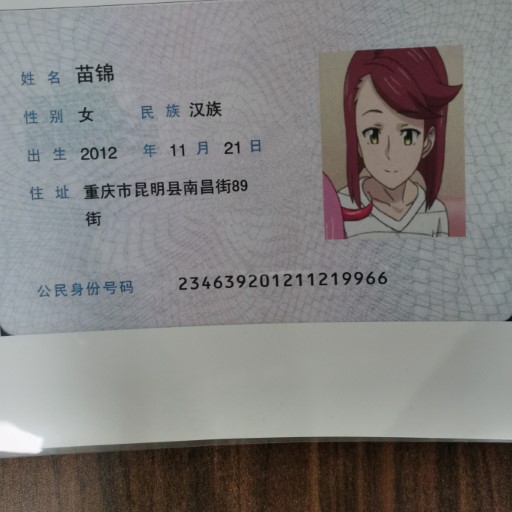 姓名 苗锦
性别 女 民族 汉族
出生 2012 年 11 月 21 日
住址 重庆市昆明县南昌街89
街
公民身份号码 234639201211219966